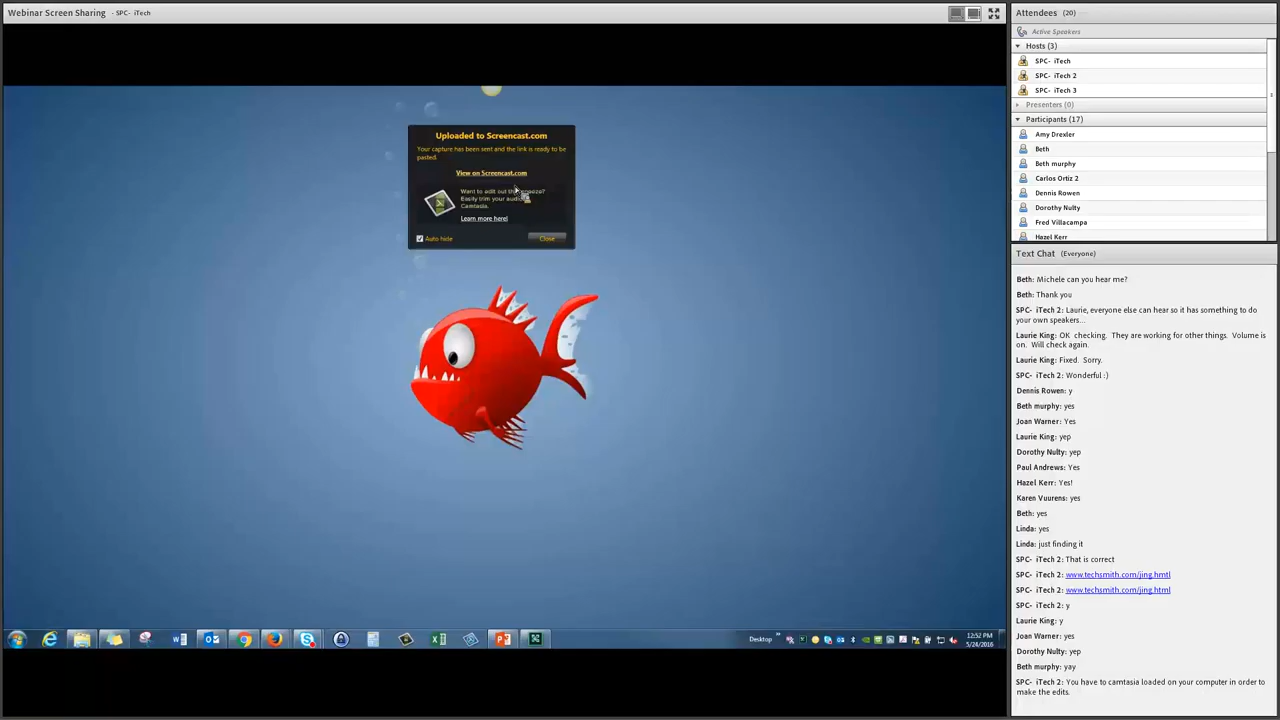 Webinar Screen Sharing - SPC- iTech
Uploaded to Screencast.com
Your capture has been sent and the link is ready to be
pasted.
View on Screencast.com
Want to edit out
Easily trim your
Camtasia.
Learn more here!
Auto hide
Close
Desktop
12:52 PM
5/24/2016
Attendees (20)
Active Speakers
Hosts (3)
SPC- iTech
SPC- iTech 2
SPC- iTech 3
Presenters (0)
Participants (17)
Amy Drexler
Beth
Beth murphy
Carlos Ortiz 2
Dennis Rowen
Dorothy Nulty
Fred Villacampa
Hazel Kerr
Text Chat (Everyone)
Beth: Michele can you hear me?
Beth: Thank you
SPC- iTech 2: Laurie, everyone else can hear so it has something to do
your own speakers...
Laurie King: OK checking. They are working for other things. Volume is
on. Will check again.
Laurie King: Fixed. Sorry.
SPC- iTech 2: Wonderful :)
Dennis Rowen: y
Beth murphy: yes
Joan Warner: Yes
Laurie King: yep
Dorothy Nulty: yep
Paul Andrews: Yes
Hazel Kerr: Yes!
Karen Vuurens: yes
Beth: yes
Linda: yes
Linda: just finding it
SPC- iTech 2: That is correct
SPC- iTech 2: www.techsmith.com/jing.hmtl
SPC- iTech 2: www.techsmith.com/jing.html
SPC- iTech 2: y
Laurie King: y
Joan Warner: yes
Dorothy Nulty: yep
Beth murphy: yay
SPC- iTech 2: You have to camtasia loaded on your computer in order to
make the edits.